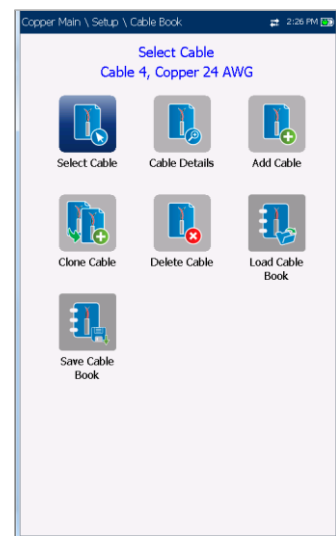 Copper Main \ Setup \ Cable Book
2:26 PM
Select Cable
Cable 4, Copper 24 AWG
Select Cable
Cable Details
Add Cable
Clone Cable
Delete Cable
Load Cable
Book
Save Cable
Book